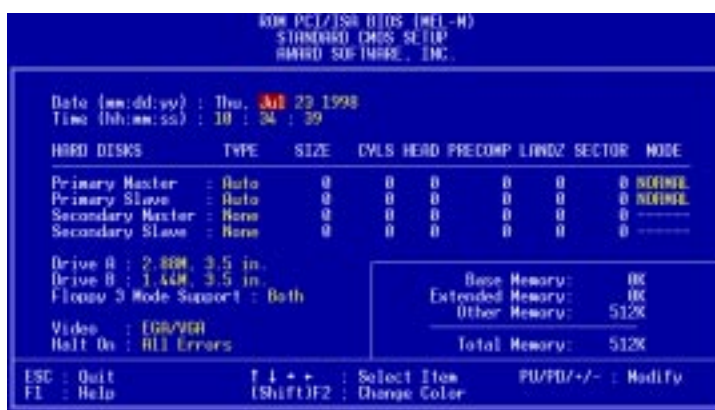 ROM PCI/ISA BIOS (WEL-M)
STANDARD CMOS SETUP
AWARD SOFTWARE, INC.
Date (mm:dd:yy) : Thu, Jul 23 1998
Time (hh:mm:ss) : 10 : 34 : 39
HARD DISKS TYPE SIZE CYLS HEAD PRECOMP LANDZ SECTOR MODE
Primary Master : Auto 0 0 0 0 0 0 NORMAL
Primary Slave : Auto 0 0 0 0 0 0 NORMAL
Secondary Master : None 0 0 0 0 0 0 ------
Secondary Slave : None 0 0 0 0 0 0 ------
Drive A : 2.88M, 3.5 in.
Drive B : 1.44M, 3.5 in.
Floppy 3 Mode Support : Both
Video : EGA/VGA
Halt On : All Errors
Base Memory: 0K
Extended Memory: 0K
Other Memory: 512K
Total Memory: 512K
ESC : Quit ↑ ↓ → ← : Select Item PU/PD/+/- : Modify
F1 : Help (Shift)F2 : Change Color